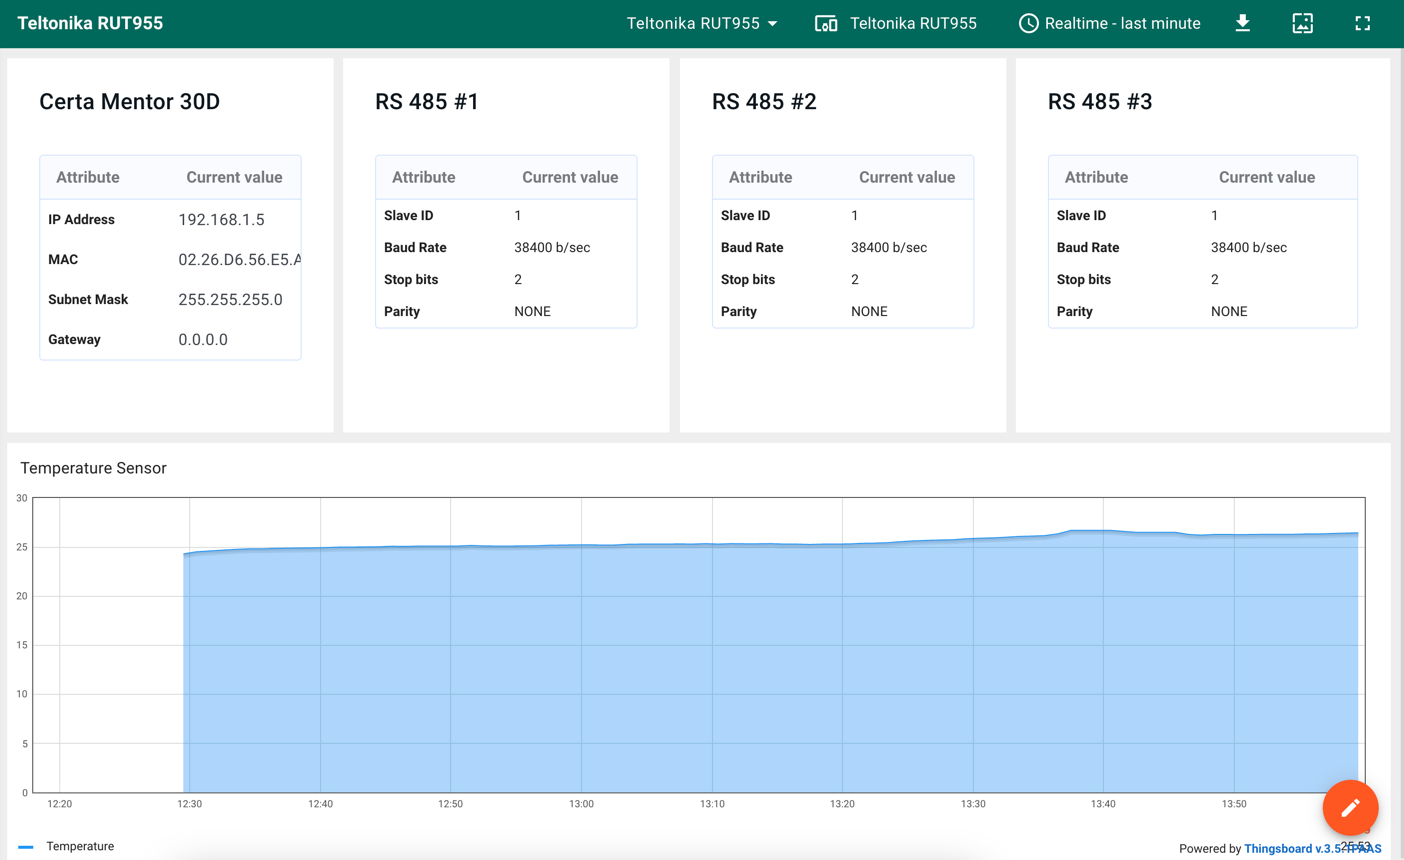 Teltonika RUT955
Teltonika RUT955 Teltonika RUT955 Realtime - last minute
Certa Mentor 30D
Attribute Current value
IP Address 192.168.1.5
MAC 02.26.D6.56.E5.A
Subnet Mask 255.255.255.0
Gateway 0.0.0.0
RS 485 #1
Attribute Current value
Slave ID 1
Baud Rate 38400 b/sec
Stop bits 2
Parity NONE
RS 485 #2
Attribute Current value
Slave ID 1
Baud Rate 38400 b/sec
Stop bits 2
Parity NONE
RS 485 #3
Attribute Current value
Slave ID 1
Baud Rate 38400 b/sec
Stop bits 2
Parity NONE
Temperature Sensor
30
25
20
15
10
5
0
12:20 12:30 12:40 12:50 13:00 13:10 13:20 13:30 13:40 13:50
Temperature
Powered by Thingsboard